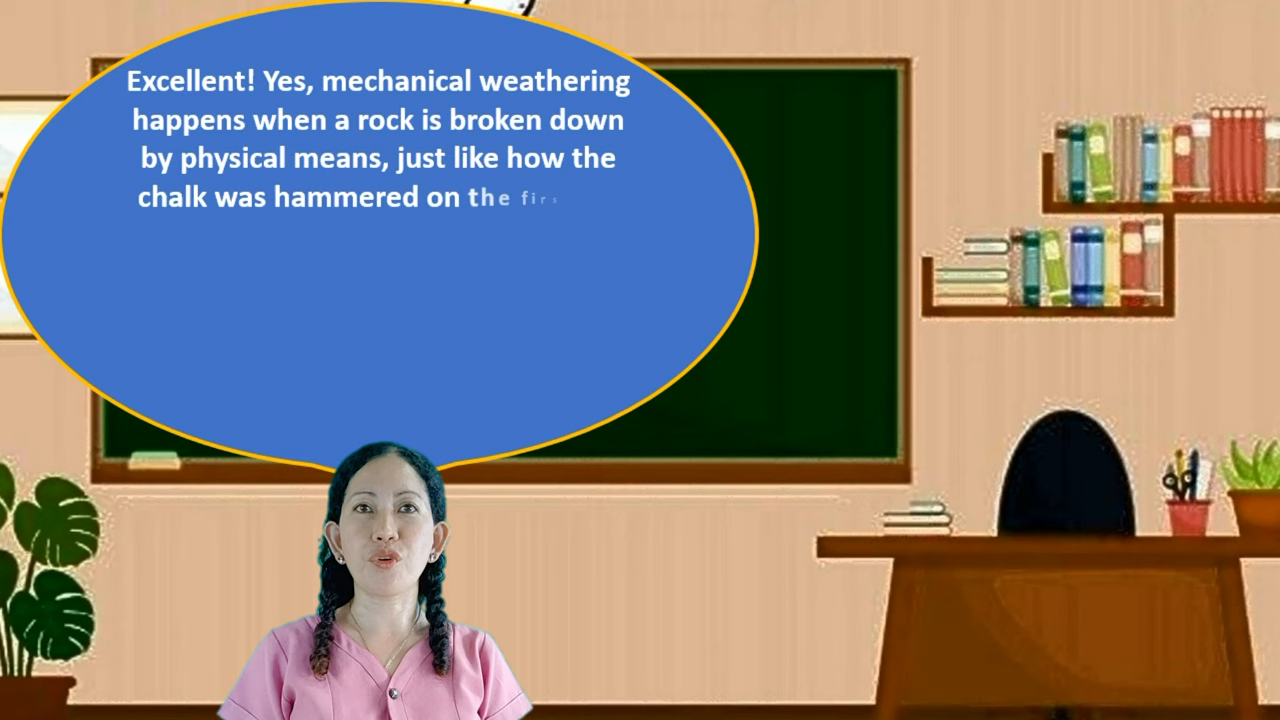 Excellent! Yes, mechanical weathering
happens when a rock is broken down
by physical means, just like how the
chalk was hammered on the firs